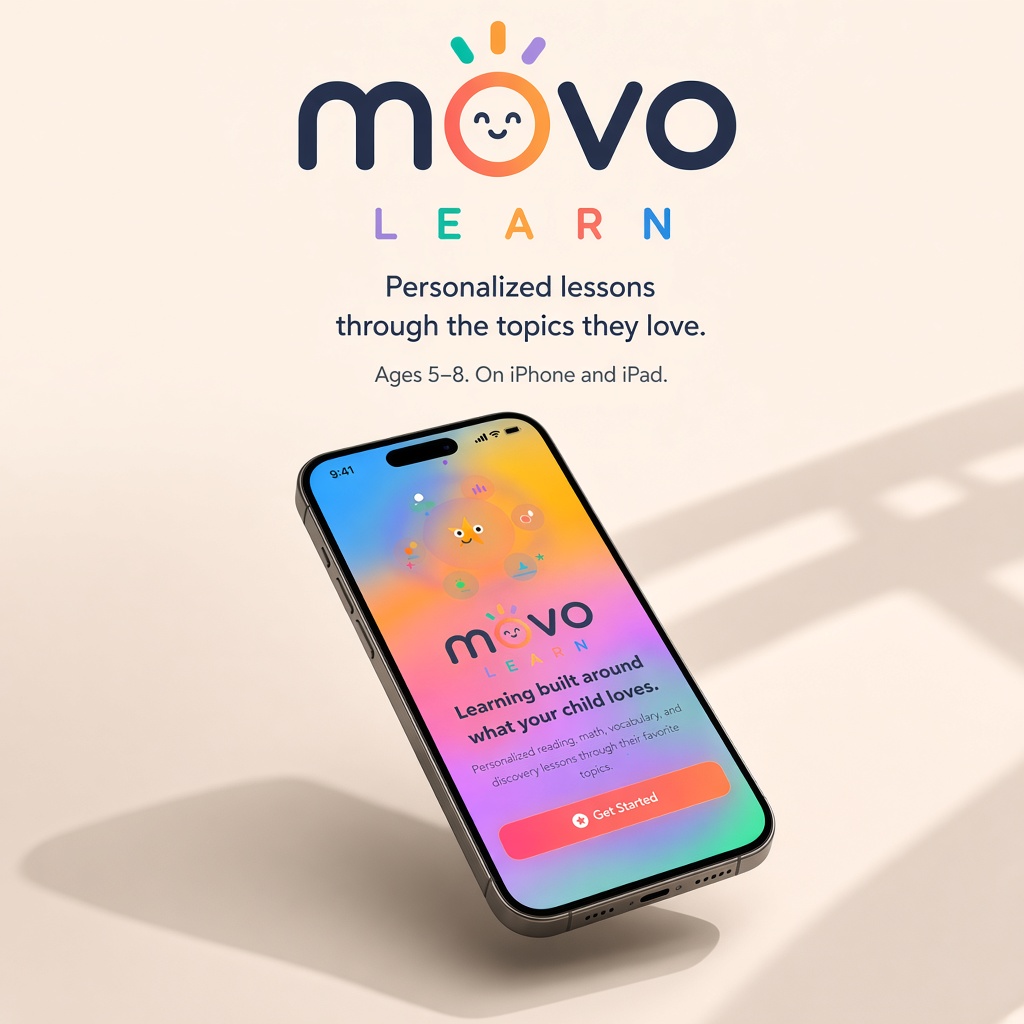 movo
LEARN
Personalized lessons
through the topics they love.
Ages 5–8. On iPhone and iPad.
9:41
movo
LEARN
Learning built around
what your child loves.
Personalized reading, math, vocabulary, and
discovery lessons through their favorite
topics.
Get Started